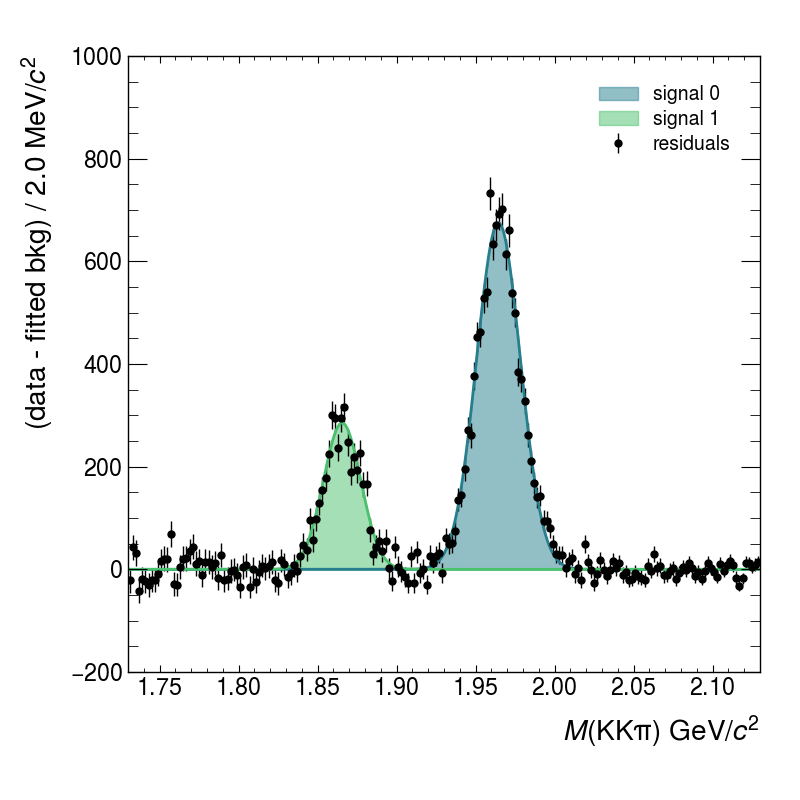 (data - fitted bkg) / 2.0 MeV/c²
1000
800
600
400
200
0
−200
signal 0
signal 1
residuals
1.75 1.80 1.85 1.90 1.95 2.00 2.05 2.10
M(KKπ) GeV/c²